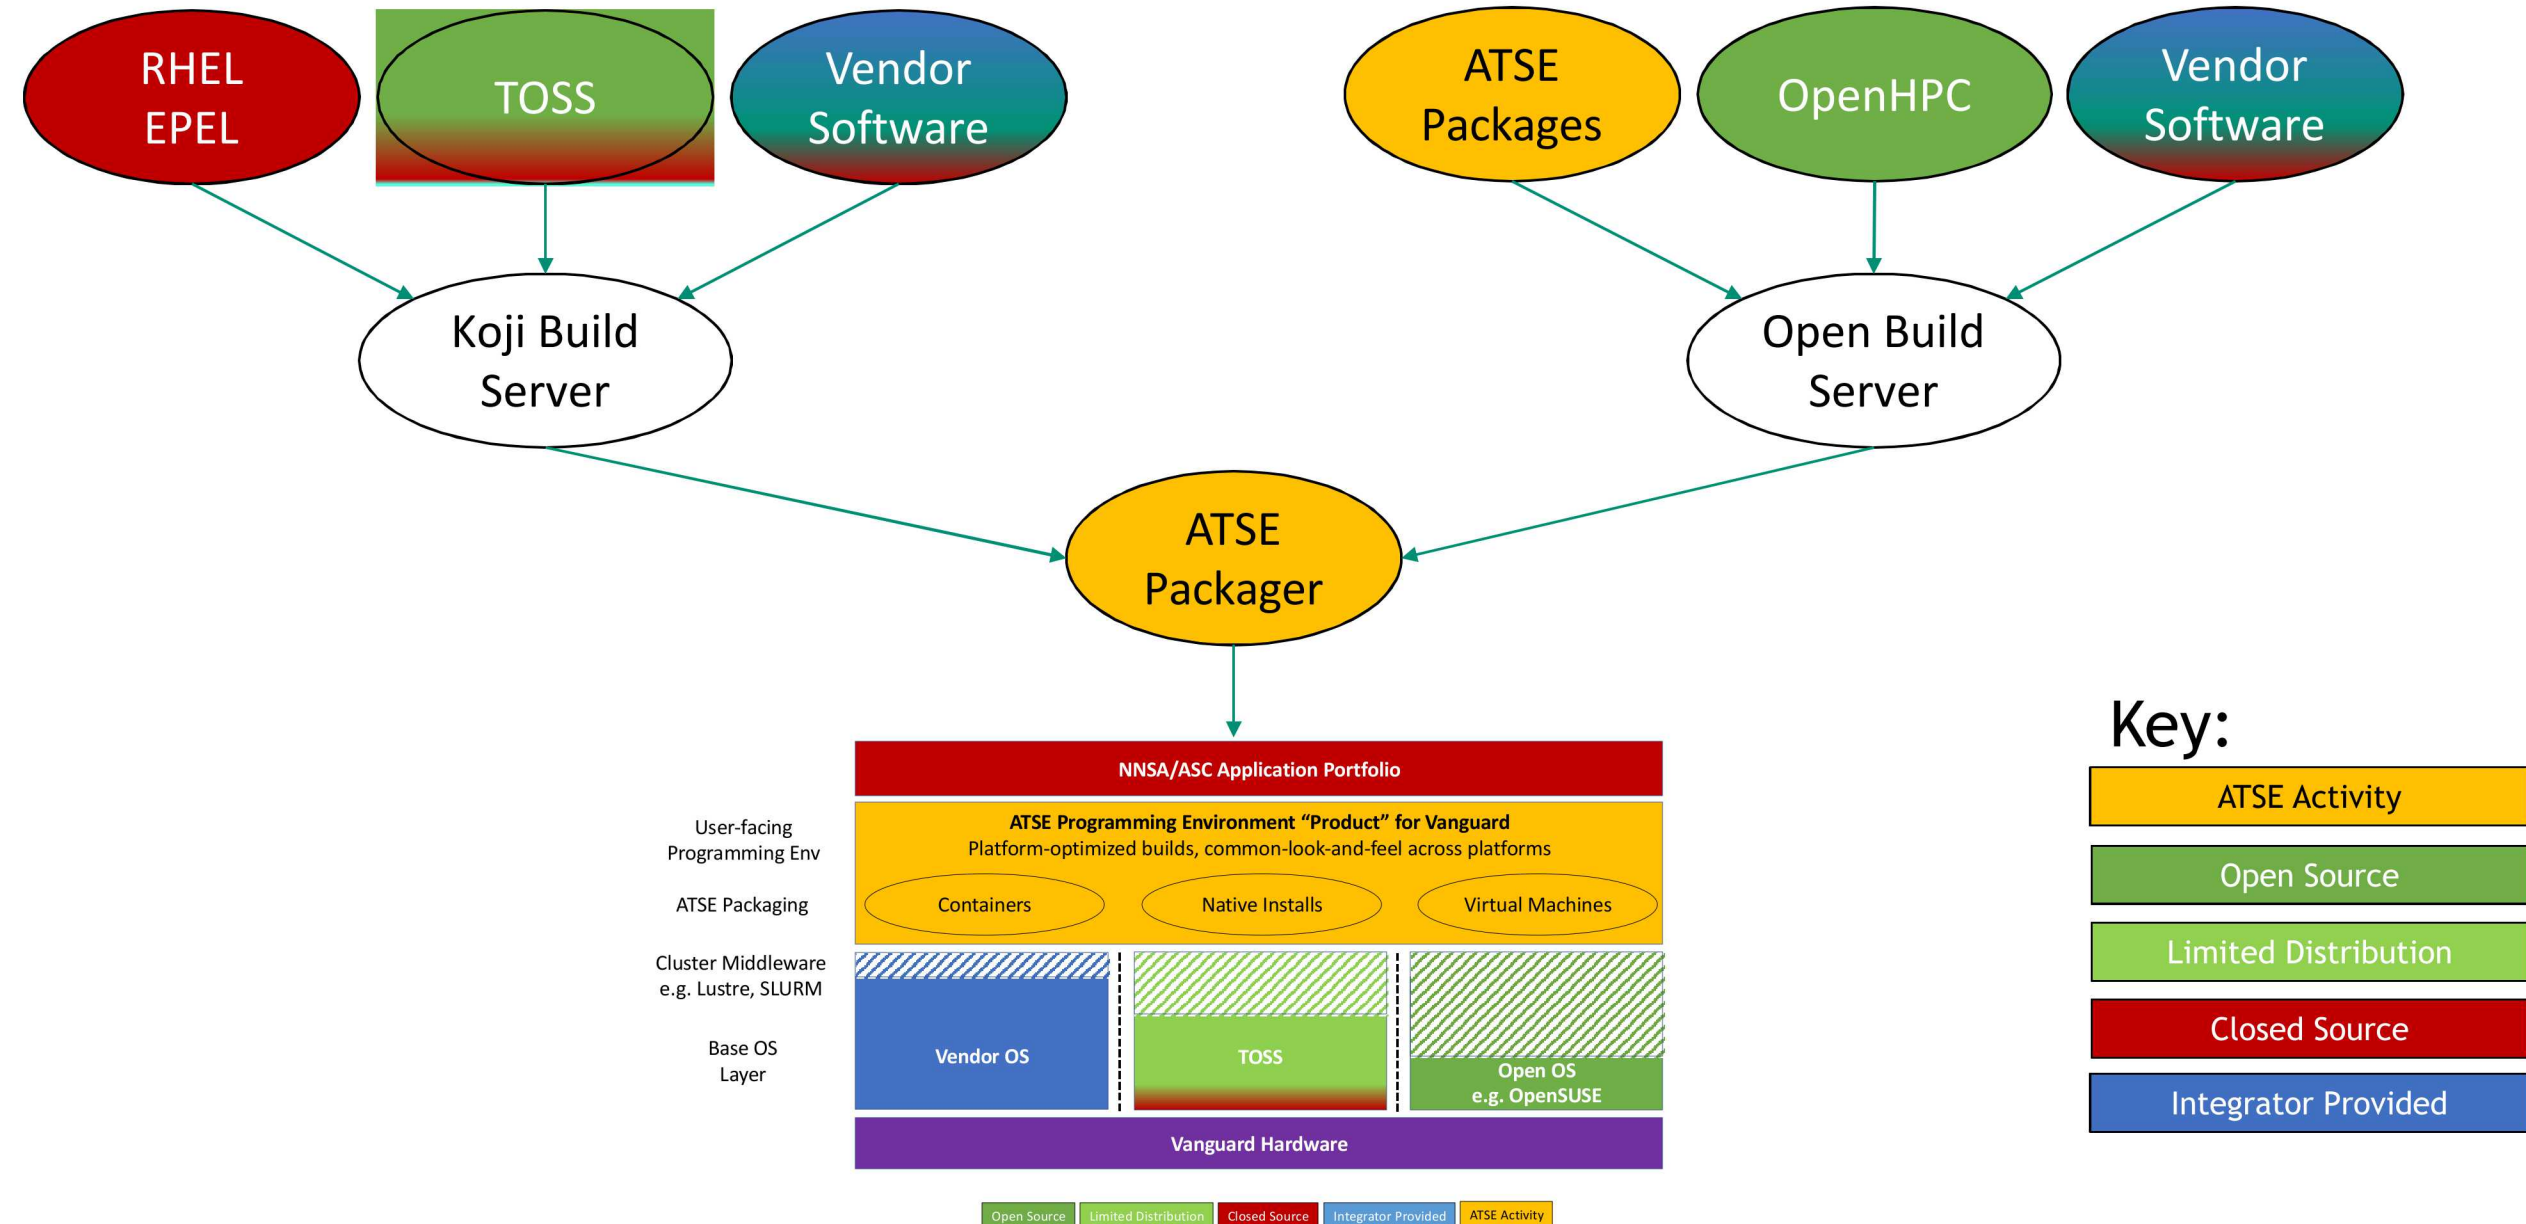 RHEL
EPEL
TOSS
Vendor
Software
ATSE
Packages
OpenHPC
Vendor
Software
Koji Build
Server
Open Build
Server
ATSE
Packager
NNSA/ASC Application Portfolio
User-facing
Programming Env
ATSE Programming Environment “Product” for Vanguard
Platform-optimized builds, common-look-and-feel across platforms
ATSE Packaging
Containers
Native Installs
Virtual Machines
Cluster Middleware
e.g. Lustre, SLURM
Base OS
Layer
Vendor OS
TOSS
Open OS
e.g. OpenSUSE
Vanguard Hardware
Open Source
Limited Distribution
Closed Source
Integrator Provided
ATSE Activity
Key:
ATSE Activity
Open Source
Limited Distribution
Closed Source
Integrator Provided